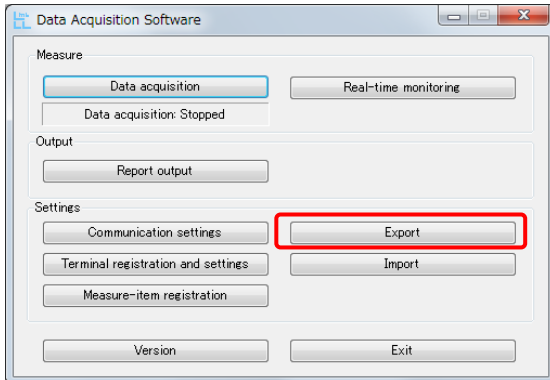 Data Acquisition Software
Measure
Data acquisition
Real-time monitoring
Data acquisition: Stopped
Output
Report output
Settings
Communication settings
Export
Terminal registration and settings
Import
Measure-item registration
Version
Exit